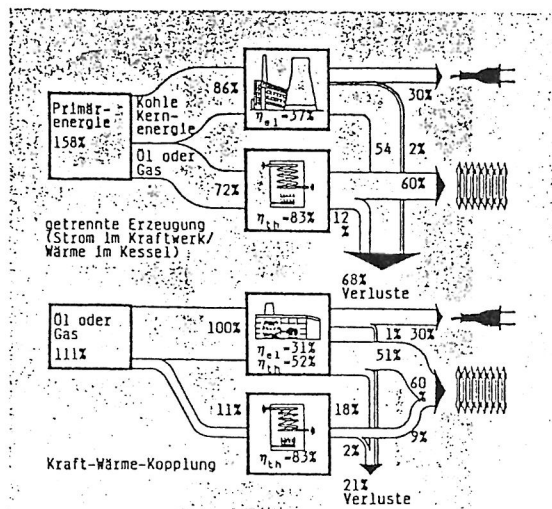 Primär-
energie
158%
86%
Kohle
Kern-
energie
Öl oder
Gas
72%
ηel=37%
ηth=83%
30%
54
2%
60%
12
%
getrennte Erzeugung
(Strom im Kraftwerk/
Wärme im Kessel)
68%
Verluste
Öl oder
Gas
111%
100%
ηel=31%
ηth=52%
1%
30%
51%
60
%
11%
18%
ηth=83%
9%
2%
Kraft-Wärme-Kopplung
21%
Verluste